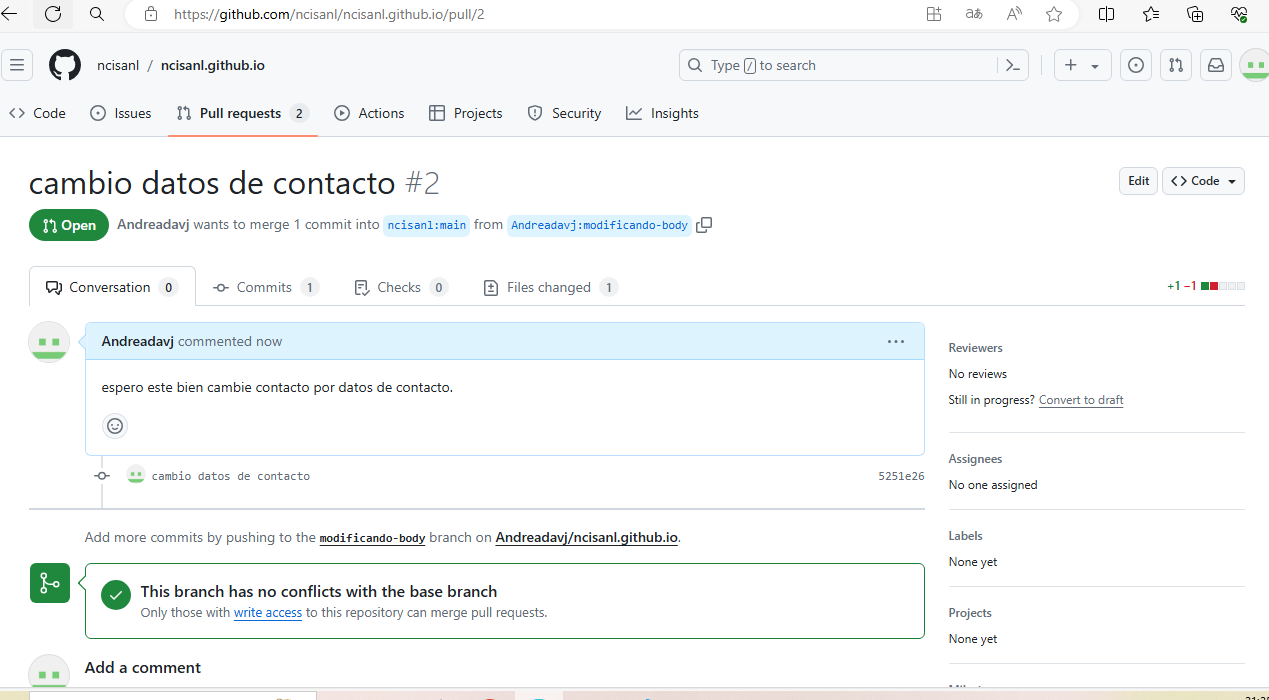 https://github.com/ncisanl/ncisanl.github.io/pull/2
ncisanl / ncisanl.github.io
Type / to search
Code Issues Pull requests 2 Actions Projects Security Insights
cambio datos de contacto #2
Edit Code
Open Andreadavj wants to merge 1 commit into ncisanl:main from Andreadavj:modificando-body
Conversation 0 Commits 1 Checks 0 Files changed 1
+1 −1
Andreadavj commented now
espero este bien cambie contacto por datos de contacto.
cambio datos de contacto 5251e26
Add more commits by pushing to the modificando-body branch on Andreadavj/ncisanl.github.io.
This branch has no conflicts with the base branch
Only those with write access to this repository can merge pull requests.
Add a comment
Reviewers
No reviews
Still in progress? Convert to draft
Assignees
No one assigned
Labels
None yet
Projects
None yet